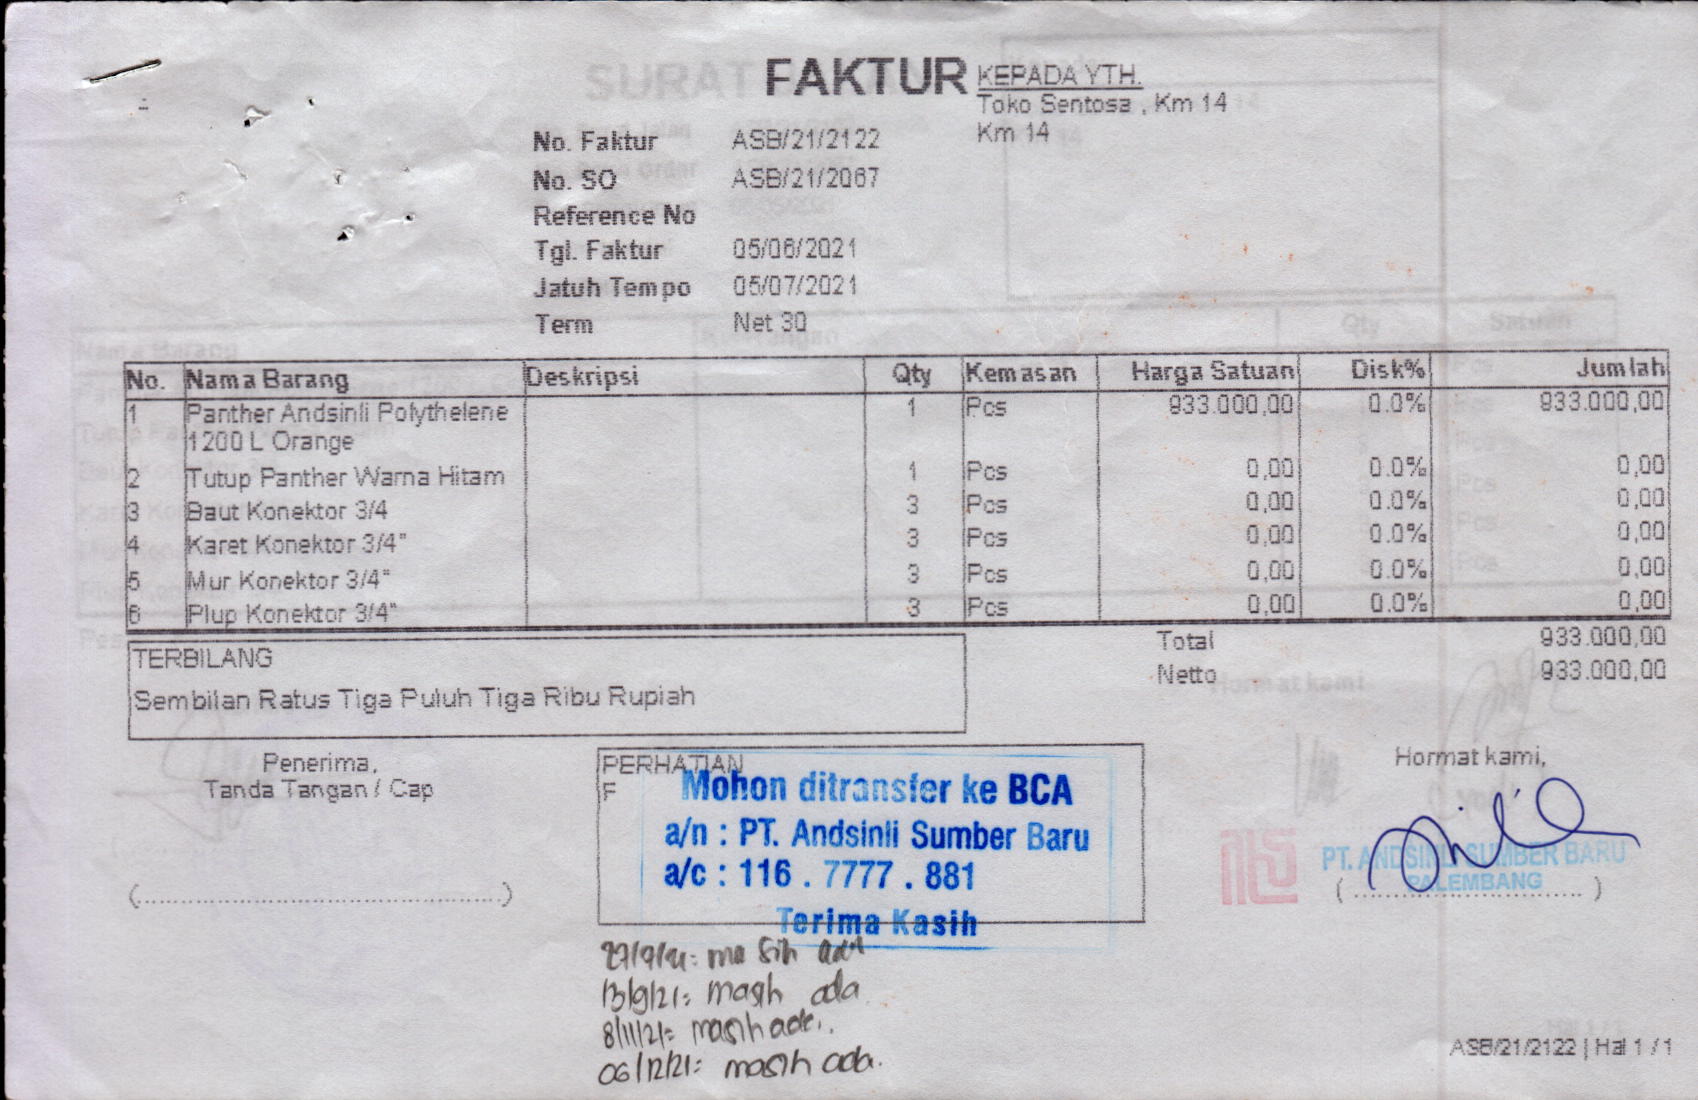 FAKTUR
KEPADA YTH.
Toko Sentosa , Km 14
Km 14
No. Faktur ASB/21/2122
No. SO ASB/21/2067
Reference No
Tgl. Faktur 05/06/2021
Jatuh Tempo 05/07/2021
Term Net 30
No. Nama Barang Deskripsi Qty Kemasan Harga Satuan Disk% Jumlah
1 Panther Andsinli Polythelene 1 Pcs 933.000,00 0.0% 933.000,00
1200 L Orange
2 Tutup Panther Warna Hitam 1 Pcs 0,00 0.0% 0,00
3 Baut Konektor 3/4 3 Pcs 0,00 0.0% 0,00
4 Karet Konektor 3/4" 3 Pcs 0,00 0.0% 0,00
5 Mur Konektor 3/4" 3 Pcs 0,00 0.0% 0,00
6 Plup Konektor 3/4" 3 Pcs 0,00 0.0% 0,00
Total 933.000,00
Netto 933.000,00
TERBILANG
Sembilan Ratus Tiga Puluh Tiga Ribu Rupiah
Penerima,
Tanda Tangan / Cap
(..................................................)
PERHATIAN
F
Mohon ditransfer ke BCA
a/n : PT. Andsinli Sumber Baru
a/c : 116 . 7777 . 881
Terima Kasih
Hormat kami,
PT. ANDSINLI SUMBER BARU
PALEMBANG
( .............................. )
masih ada
13/9/21: masih ada
8/11/21: masih ada.
06/12/21: masih ada.
ASB/21/2122 | Hal 1 / 1